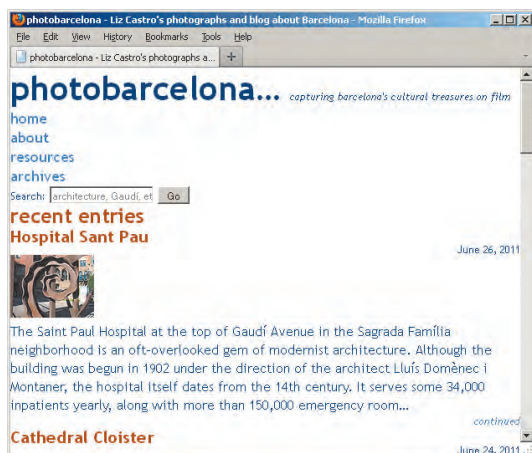 photobarcelona - Liz Castro's photographs and blog about Barcelona - Mozilla Firefox
File Edit View History Bookmarks Tools Help
photobarcelona - Liz Castro's photographs a...
photobarcelona... capturing barcelona's cultural treasures on film
home
about
resources
archives
Search: architecture, Gaudí, et Go
recent entries
Hospital Sant Pau
June 26, 2011
The Saint Paul Hospital at the top of Gaudí Avenue in the Sagrada Família
neighborhood is an oft-overlooked gem of modernist architecture. Although the
building was begun in 1902 under the direction of the architect Lluís Domènec i
Montaner, the hospital itself dates from the 14th century. It serves some 34,000
inpatients yearly, along with more than 150,000 emergency room...
continued
Cathedral Cloister
June 24, 2011